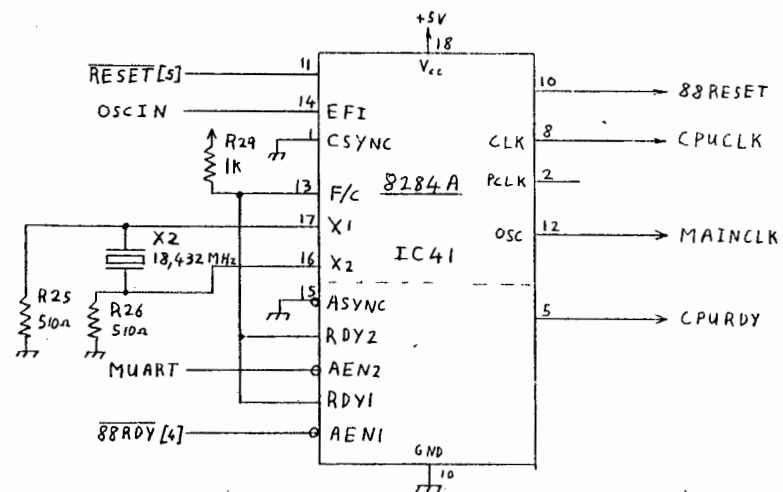 +5V
18
Vcc
11
RESET[5]
10
88RESET
14
OSCIN
EFI
1
CSYNC
R29
1K
CLK
8
CPUCLK
8284A
PCLK
2
13
F/C
17
X1
OSC
12
MAINCLK
X2
18,432 MHz
16
X2
IC41
R25
510Ω
R26
510Ω
15
ASYNC
5
CPURDY
RDY2
MUART
AEN2
RDY1
88RDY[4]
AEN1
GND
10